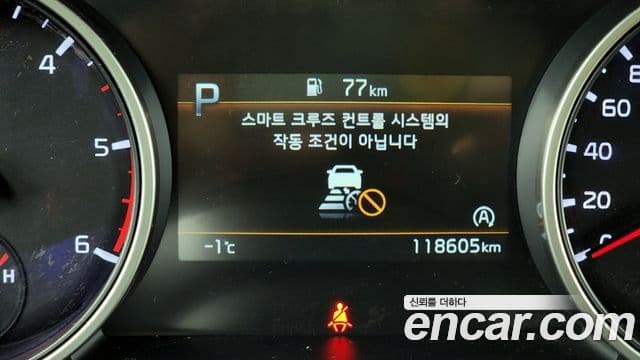 4
5
6
H
P
77km
스마트 크루즈 컨트롤 시스템의
작동 조건이 아닙니다
A
-1℃
118605km
80
60
40
20
0
신뢰를 더하다
encar.com